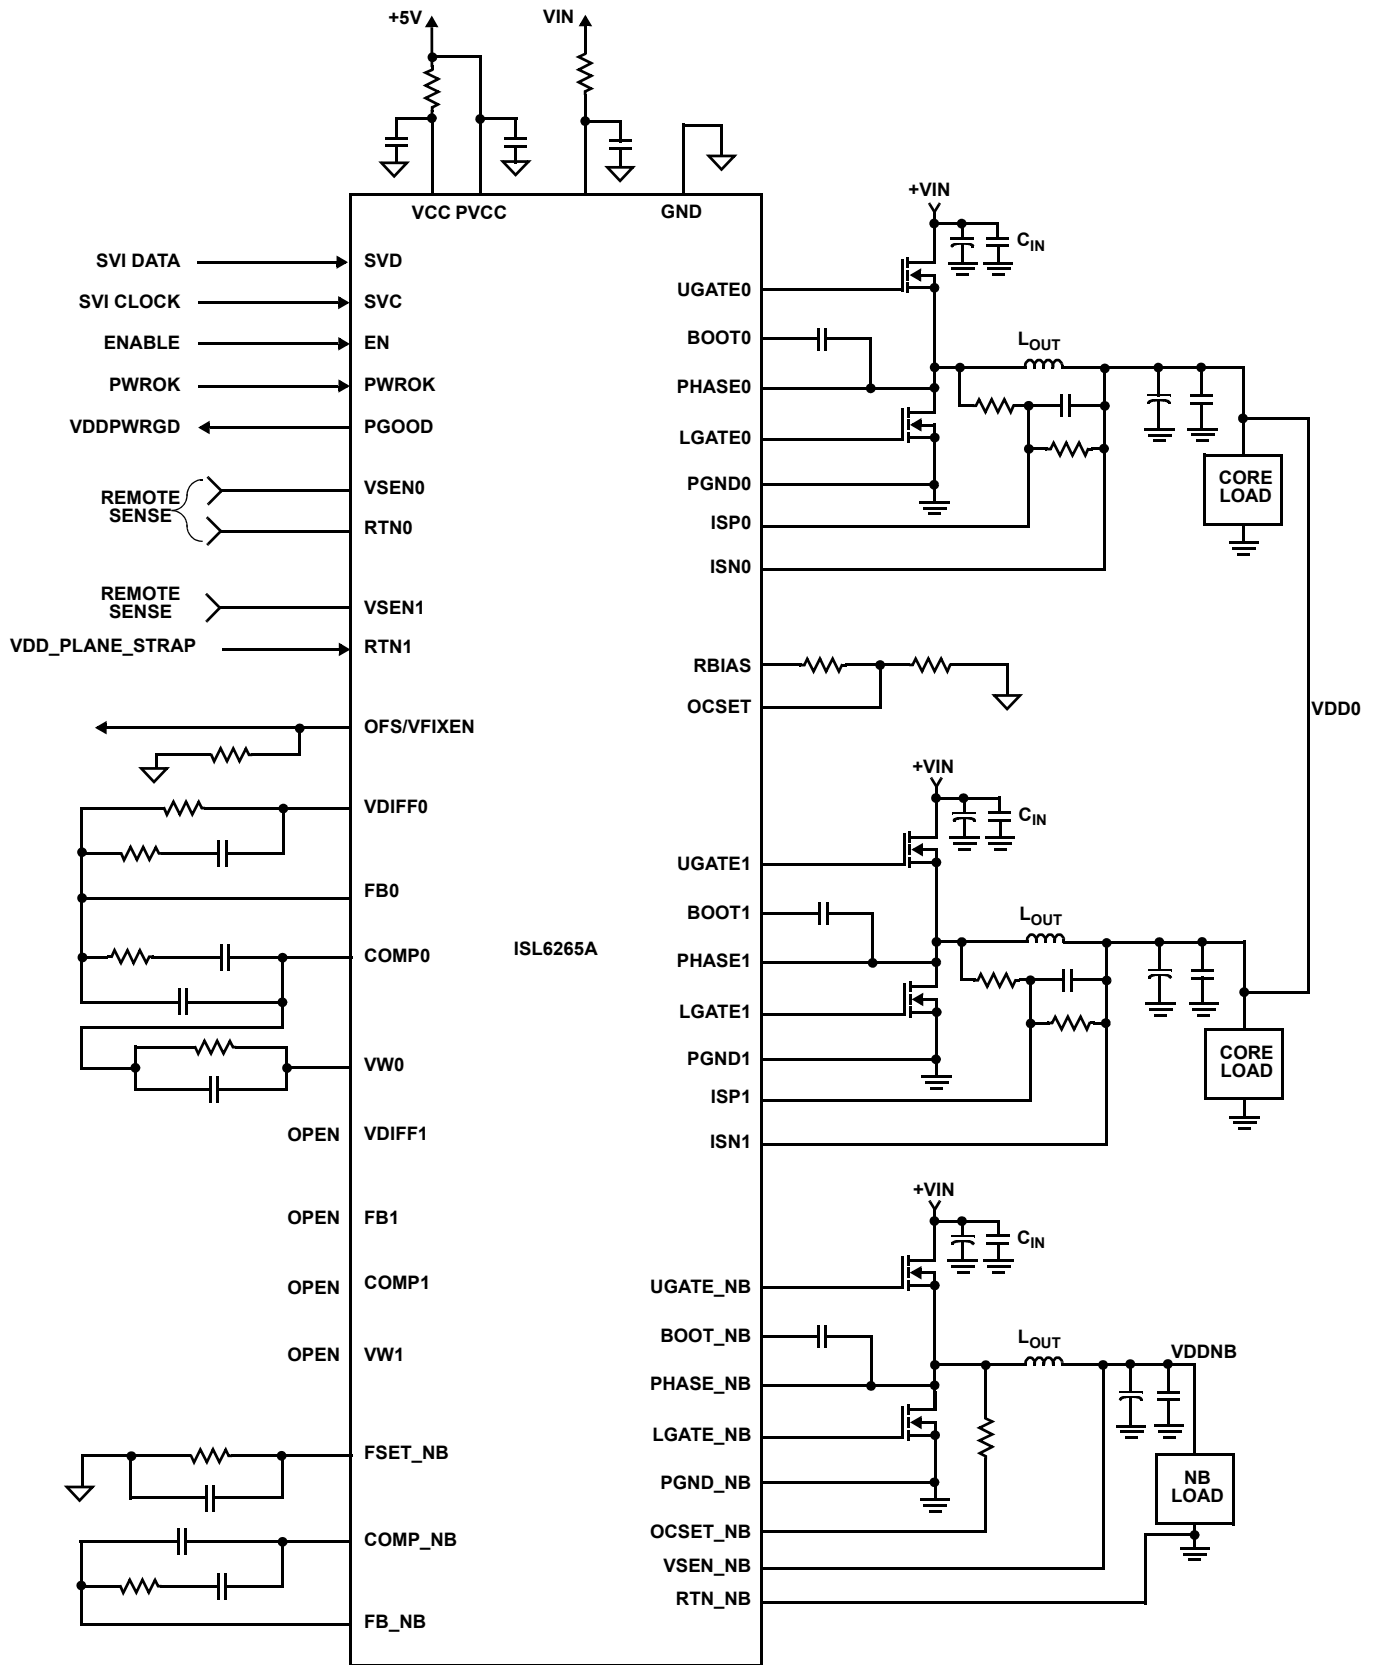 +5V
VIN
VCC PVCC
GND
SVI DATA
SVD
SVI CLOCK
SVC
ENABLE
EN
PWROK
PWROK
VDDPWRGD
PGOOD
REMOTE
SENSE
VSEN0
RTN0
REMOTE
SENSE
VSEN1
VDD_PLANE_STRAP
RTN1
OFS/VFIXEN
VDIFF0
FB0
COMP0
VW0
OPEN
VDIFF1
OPEN
FB1
OPEN
COMP1
OPEN
VW1
FSET_NB
COMP_NB
FB_NB
ISL6265A
+VIN
CIN
UGATE0
BOOT0
LOUT
PHASE0
LGATE0
PGND0
ISP0
ISN0
CORE
LOAD
RBIAS
OCSET
VDD0
+VIN
CIN
UGATE1
BOOT1
LOUT
PHASE1
LGATE1
PGND1
ISP1
ISN1
CORE
LOAD
+VIN
CIN
UGATE_NB
BOOT_NB
LOUT
VDDNB
PHASE_NB
LGATE_NB
PGND_NB
NB
LOAD
OCSET_NB
VSEN_NB
RTN_NB